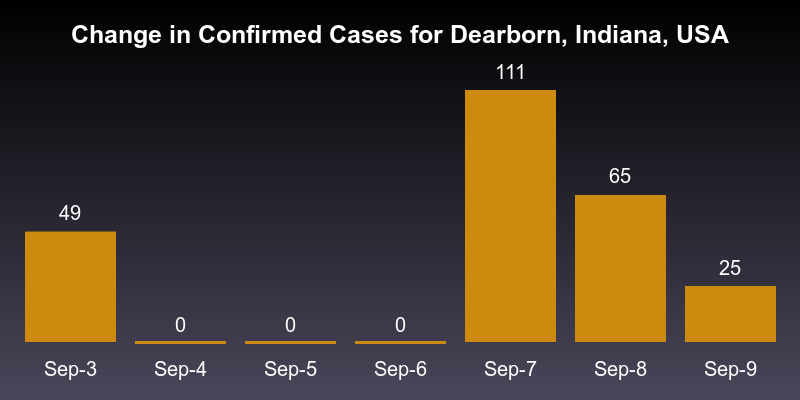 Change in Confirmed Cases for Dearborn, Indiana, USA
111
65
49
25
0 0 0
Sep-3 Sep-4 Sep-5 Sep-6 Sep-7 Sep-8 Sep-9